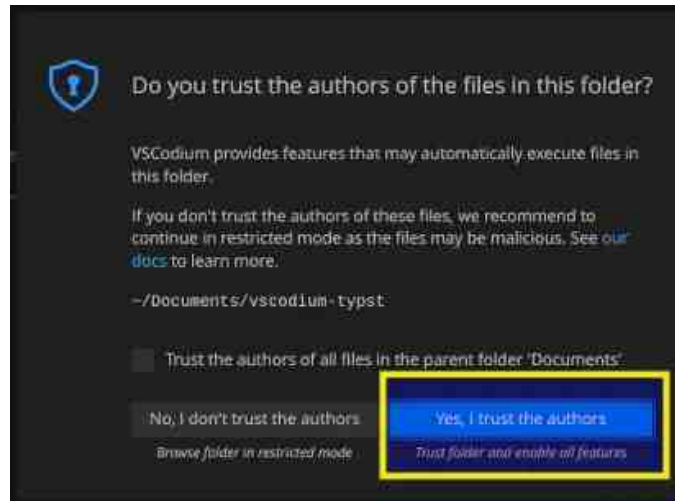 Do you trust the authors of the files in this folder?
VSCodium provides features that may automatically execute files in
this folder.
If you don't trust the authors of these files, we recommend to
continue in restricted mode as the files may be malicious. See our
docs to learn more.
~/Documents/vscodium-typst
Trust the authors of all files in the parent folder 'Documents'
No, I don't trust the authors
Yes, I trust the authors
Browse folder in restricted mode
Trust folder and enable all features